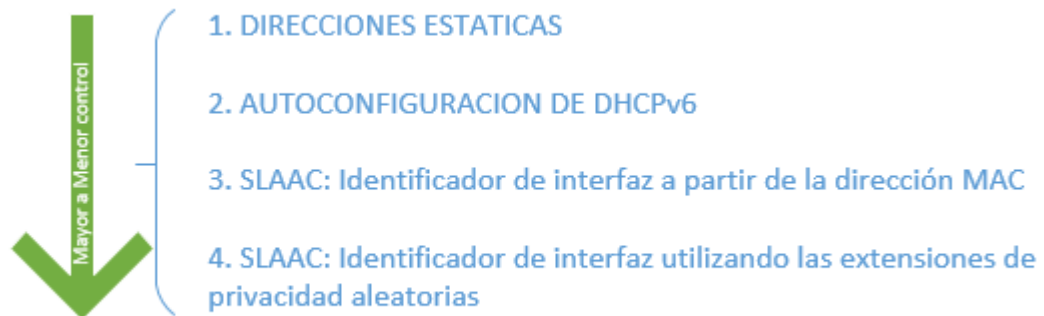 Mayor a Menor control
1. DIRECCIONES ESTATICAS
2. AUTOCONFIGURACION DE DHCPv6
3. SLAAC: Identificador de interfaz a partir de la dirección MAC
4. SLAAC: Identificador de interfaz utilizando las extensiones de
privacidad aleatorias